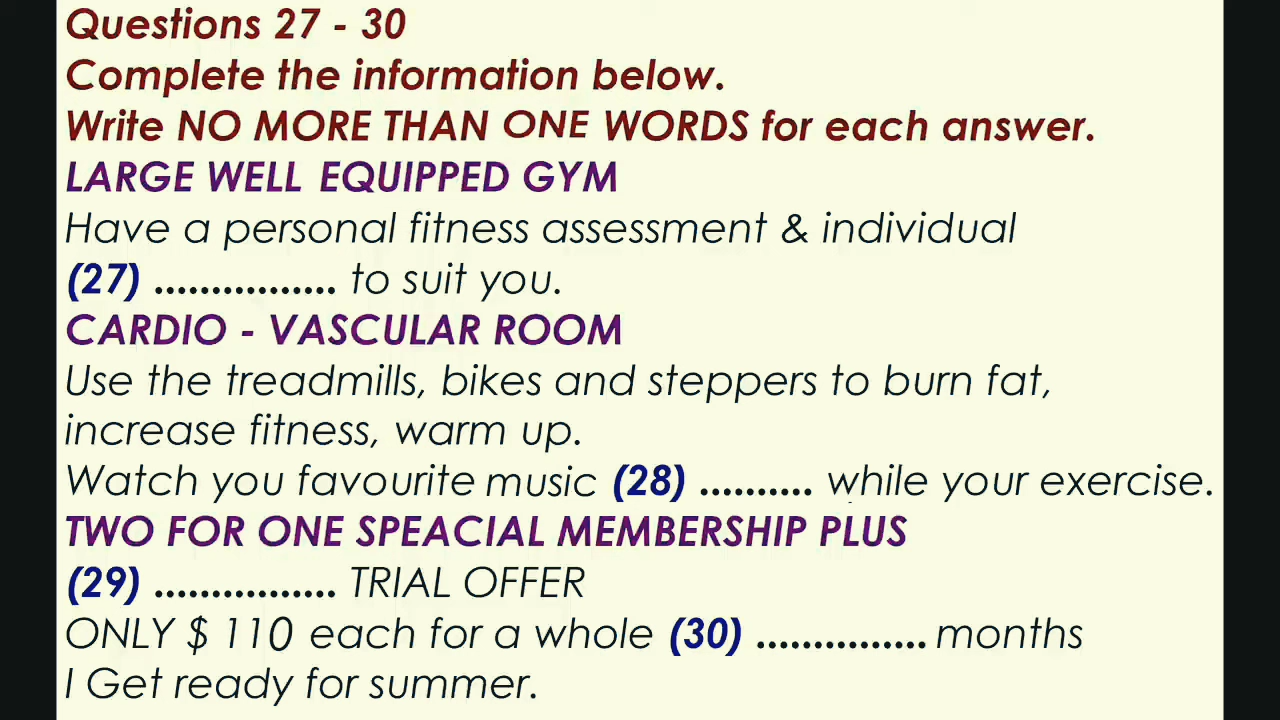 Questions 27 - 30
Complete the information below.
Write NO MORE THAN ONE WORDS for each answer.
LARGE WELL EQUIPPED GYM
Have a personal fitness assessment & individual
(27) ................ to suit you.
CARDIO - VASCULAR ROOM
Use the treadmills, bikes and steppers to burn fat,
increase fitness, warm up.
Watch you favourite music (28) .......... while your exercise.
TWO FOR ONE SPEACIAL MEMBERSHIP PLUS
(29) ................ TRIAL OFFER
ONLY $ 110 each for a whole (30) ............... months
I Get ready for summer.